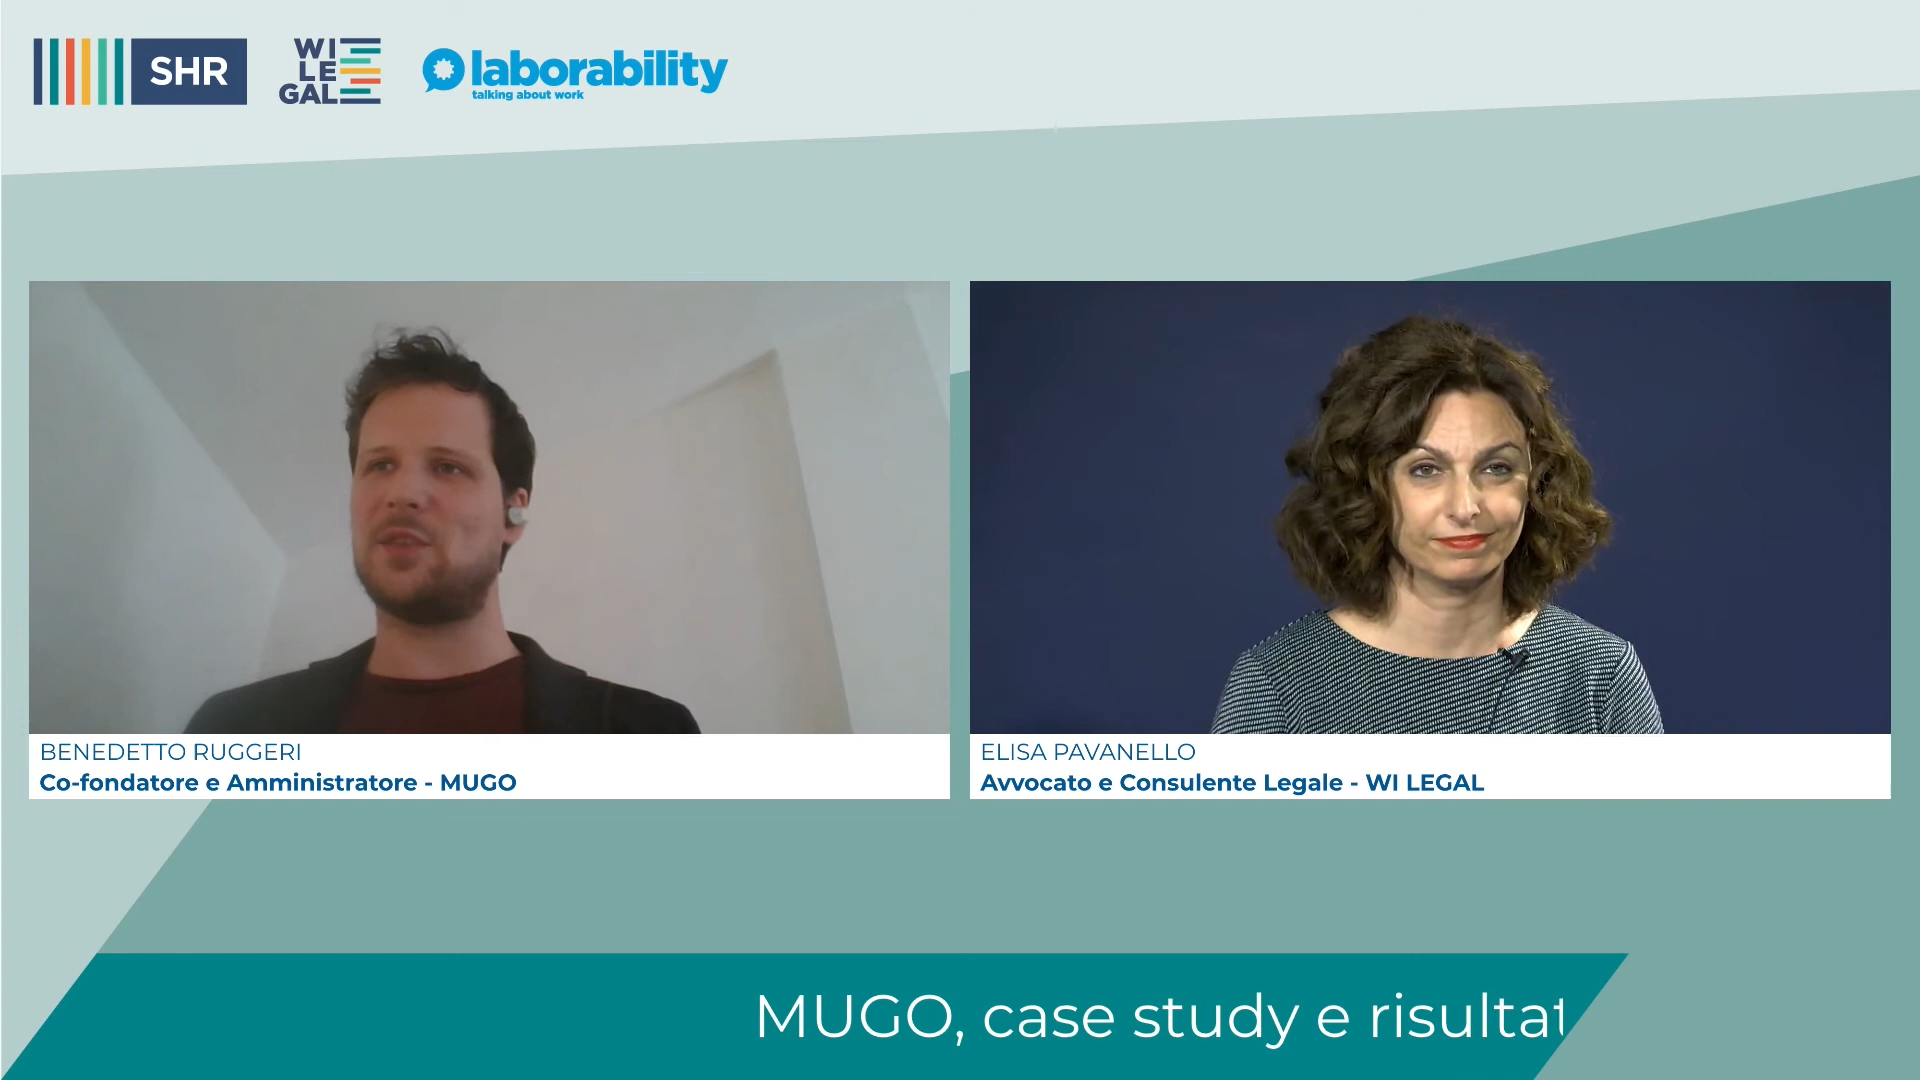 SHR
WI
LE
GAL
laborability
talking about work
BENEDETTO RUGGERI
Co-fondatore e Amministratore - MUGO
ELISA PAVANELLO
Avvocato e Consulente Legale - WI LEGAL
MUGO, case study e risultat